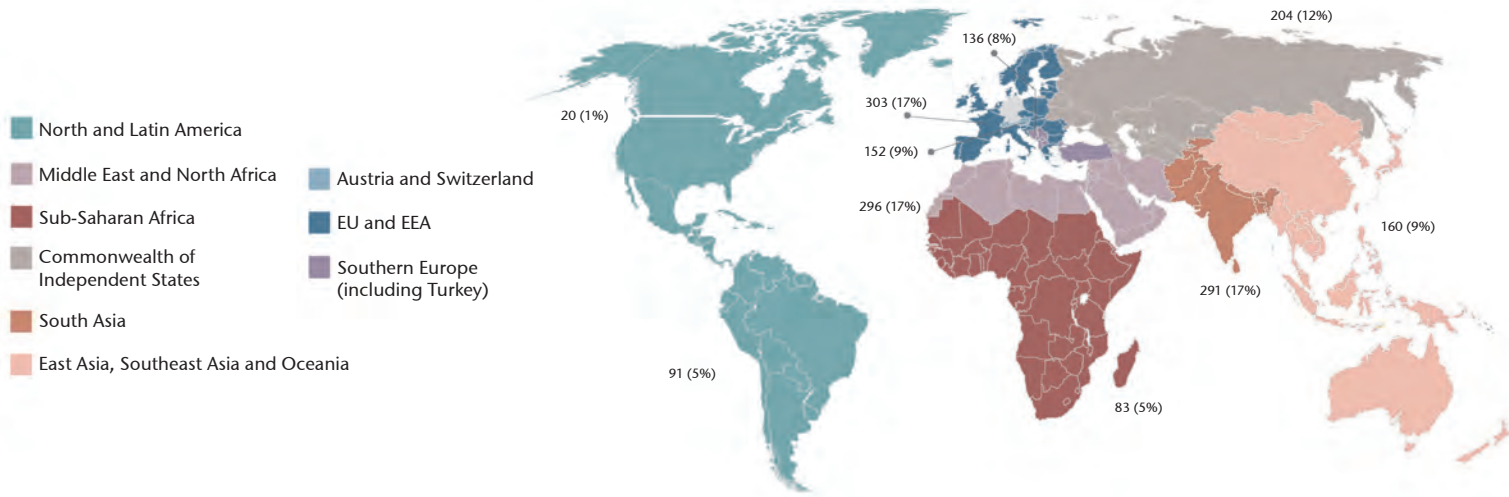 North and Latin America
Middle East and North Africa
Sub-Saharan Africa
Commonwealth of
Independent States
South Asia
East Asia, Southeast Asia and Oceania
Austria and Switzerland
EU and EEA
Southern Europe
(including Turkey)
204 (12%)
136 (8%)
303 (17%)
20 (1%)
152 (9%)
296 (17%)
160 (9%)
291 (17%)
91 (5%)
83 (5%)